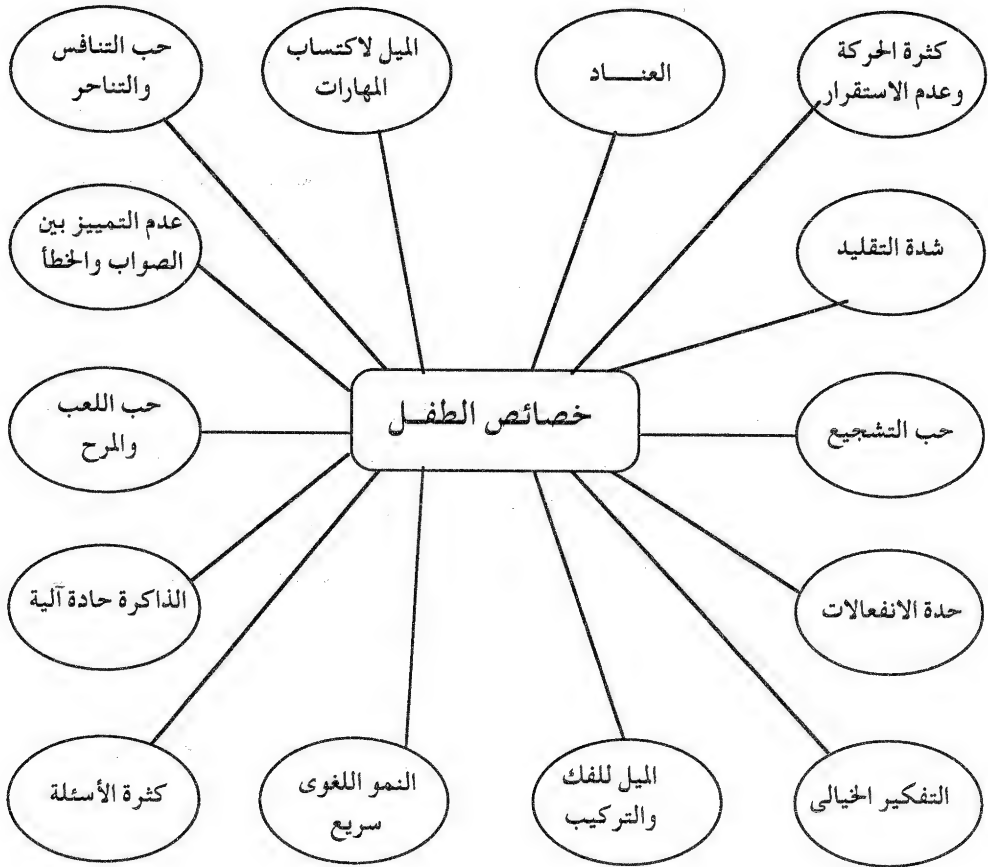 كثرة الحركة
وعدم الاستقرار
العنــــاد
الميل لاكتساب
المهارات
حب التنافس
والتناحر
شدة التقليد
عدم التمييز بين
الصواب والخطأ
خصائص الطفــل
حب التشجيع
حب اللعب
والمرح
حدة الانفعالات
الذاكرة حادة آلية
التفكير الخيالى
الميل للفك
والتركيب
النمو اللغوى
سريع
كثرة الأسئلة